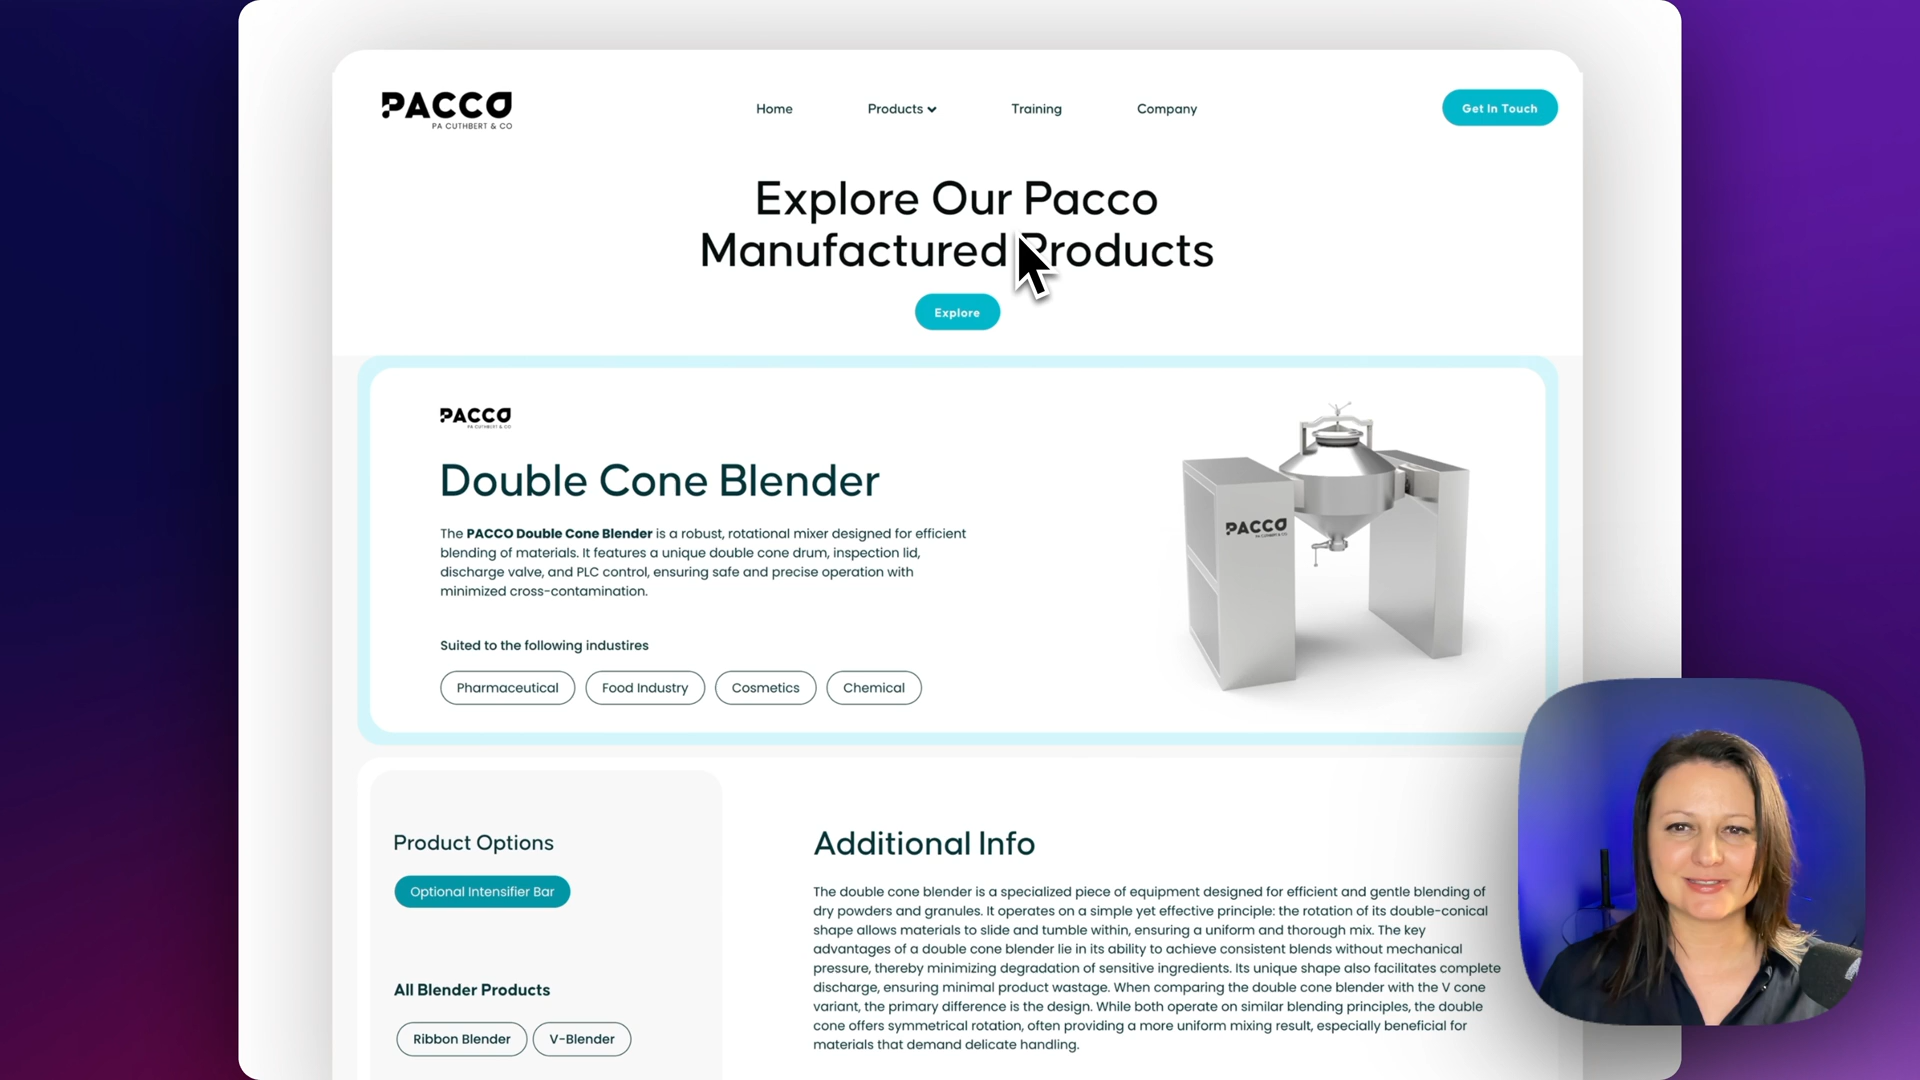 PACCO
PA CUTHBERT & CO
Home
Products
Training
Company
Get In Touch
Explore Our Pacco
Manufactured Products
Explore
PACCO
PA CUTHBERT & CO
Double Cone Blender
The PACCO Double Cone Blender is a robust, rotational mixer designed for efficient
blending of materials. It features a unique double cone drum, inspection lid,
discharge valve, and PLC control, ensuring safe and precise operation with
minimized cross-contamination.
Suited to the following industires
Pharmaceutical
Food Industry
Cosmetics
Chemical
PACCO
PA CUTHBERT & CO
Product Options
Optional Intensifier Bar
All Blender Products
Ribbon Blender
V-Blender
Additional Info
The double cone blender is a specialized piece of equipment designed for efficient and gentle blending of
dry powders and granules. It operates on a simple yet effective principle: the rotation of its double-conical
shape allows materials to slide and tumble within, ensuring a uniform and thorough mix. The key
advantages of a double cone blender lie in its ability to achieve consistent blends without mechanical
pressure, thereby minimizing degradation of sensitive ingredients. Its unique shape also facilitates complete
discharge, ensuring minimal product wastage. When comparing the double cone blender with the V cone
variant, the primary difference is the design. While both operate on similar blending principles, the double
cone offers symmetrical rotation, often providing a more uniform mixing result, especially beneficial for
materials that demand delicate handling.